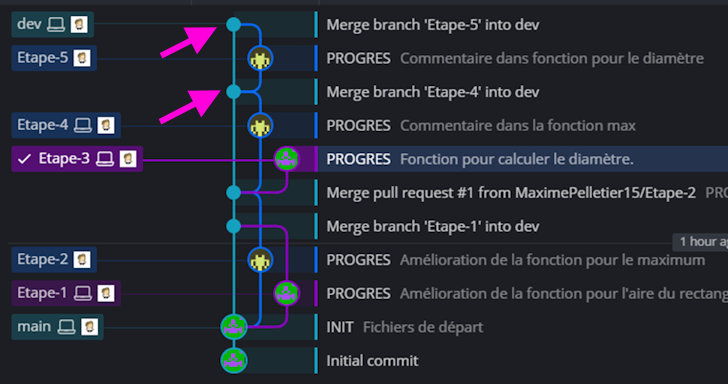 dev Merge branch 'Etape-5' into dev
Etape-5 PROGRES Commentaire dans fonction pour le diamètre
Merge branch 'Etape-4' into dev
Etape-4 PROGRES Commentaire dans la fonction max
Etape-3 PROGRES Fonction pour calculer le diamètre.
Merge pull request #1 from MaximePelletier15/Etape-2 PRO
Merge branch 'Etape-1' into dev
1 hour ag
Etape-2 PROGRES Amélioration de la fonction pour le maximum
Etape-1 PROGRES Amélioration de la fonction pour l'aire du rectang
main INIT Fichiers de départ
Initial commit